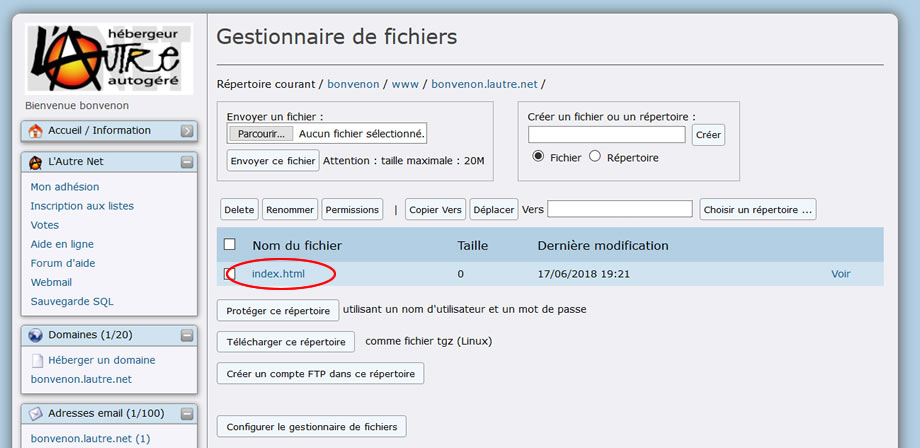 hébergeur
L'AUTRE
autogéré
Bienvenue bonvenon
Accueil / Information
L'Autre Net
Mon adhésion
Inscription aux listes
Votes
Aide en ligne
Forum d'aide
Webmail
Sauvegarde SQL
Domaines (1/20)
Héberger un domaine
bonvenon.lautre.net
Adresses email (1/100)
bonvenon.lautre.net (1)
Gestionnaire de fichiers
Répertoire courant / bonvenon / www / bonvenon.lautre.net /
Envoyer un fichier :
Parcourir... Aucun fichier sélectionné.
Envoyer ce fichier Attention : taille maximale : 20M
Créer un fichier ou un répertoire :
Créer
Fichier Répertoire
Delete Renommer Permissions | Copier Vers Déplacer Vers Choisir un répertoire ...
Nom du fichier Taille Dernière modification
index.html 0 17/06/2018 19:21 Voir
Protéger ce répertoire utilisant un nom d'utilisateur et un mot de passe
Télécharger ce répertoire comme fichier tgz (Linux)
Créer un compte FTP dans ce répertoire
Configurer le gestionnaire de fichiers